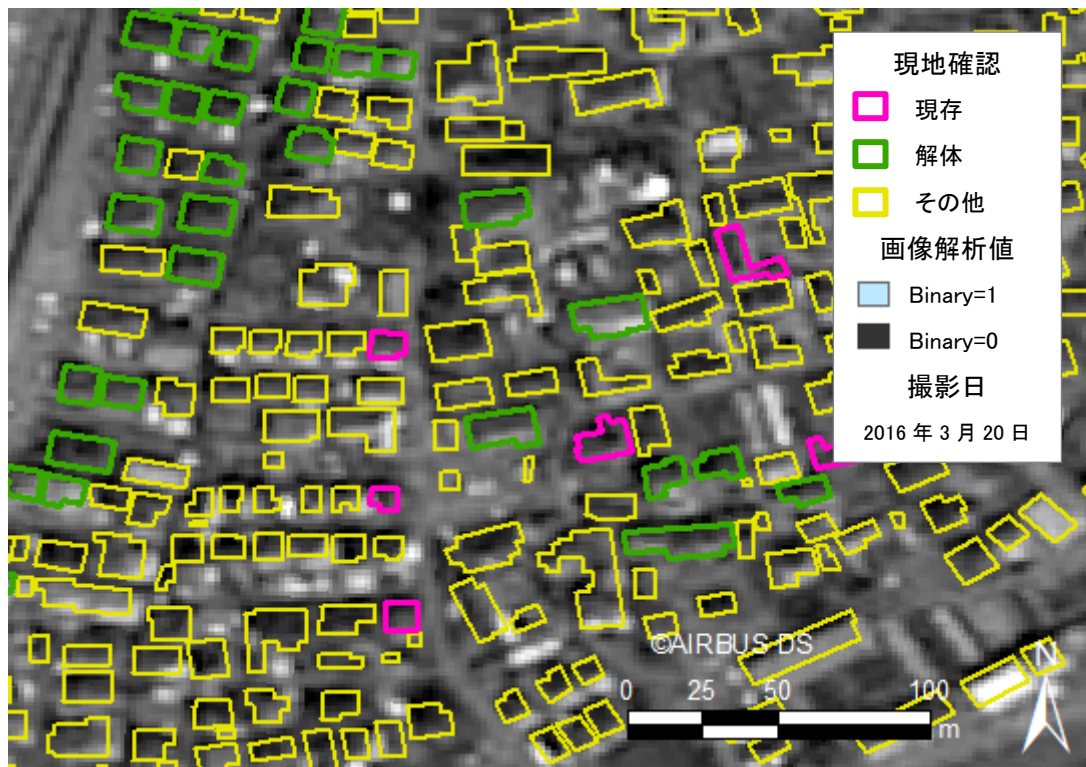 現地確認
現存
解体
その他
画像解析値
Binary=1
Binary=0
撮影日
2016 年 3 月 20 日
©AIRBUS DS
N
0 25 50 100
m